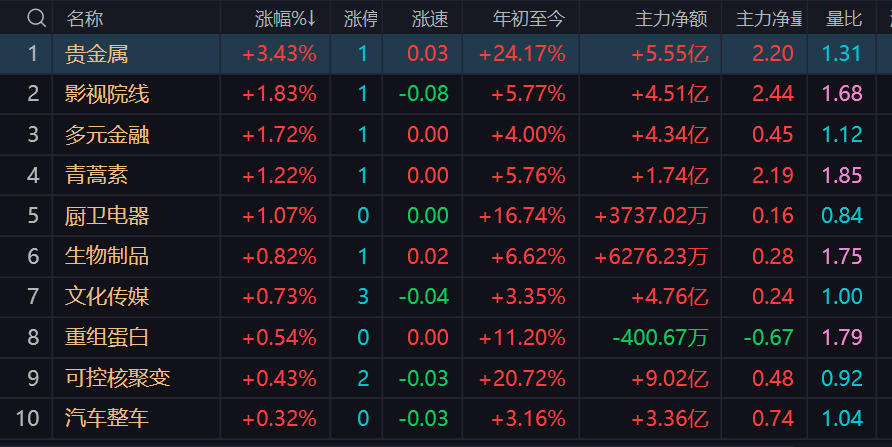 名称 涨幅%↓ 涨停 涨速 年初至今 主力净额 主力净量 量比
1 贵金属 +3.43% 1 0.03 +24.17% +5.55亿 2.20 1.31
2 影视院线 +1.83% 1 -0.08 +5.77% +4.51亿 2.44 1.68
3 多元金融 +1.72% 1 0.00 +4.00% +4.34亿 0.45 1.12
4 青蒿素 +1.22% 1 0.00 +5.76% +1.74亿 2.19 1.85
5 厨卫电器 +1.07% 0 0.00 +16.74% +3737.02万 0.16 0.84
6 生物制品 +0.82% 1 0.02 +6.62% +6276.23万 0.28 1.75
7 文化传媒 +0.73% 3 -0.04 +3.35% +4.76亿 0.24 1.00
8 重组蛋白 +0.54% 0 0.00 +11.20% -400.67万 -0.67 1.79
9 可控核聚变 +0.43% 2 -0.03 +20.72% +9.02亿 0.48 0.92
10 汽车整车 +0.32% 0 -0.03 +3.16% +3.36亿 0.74 1.04